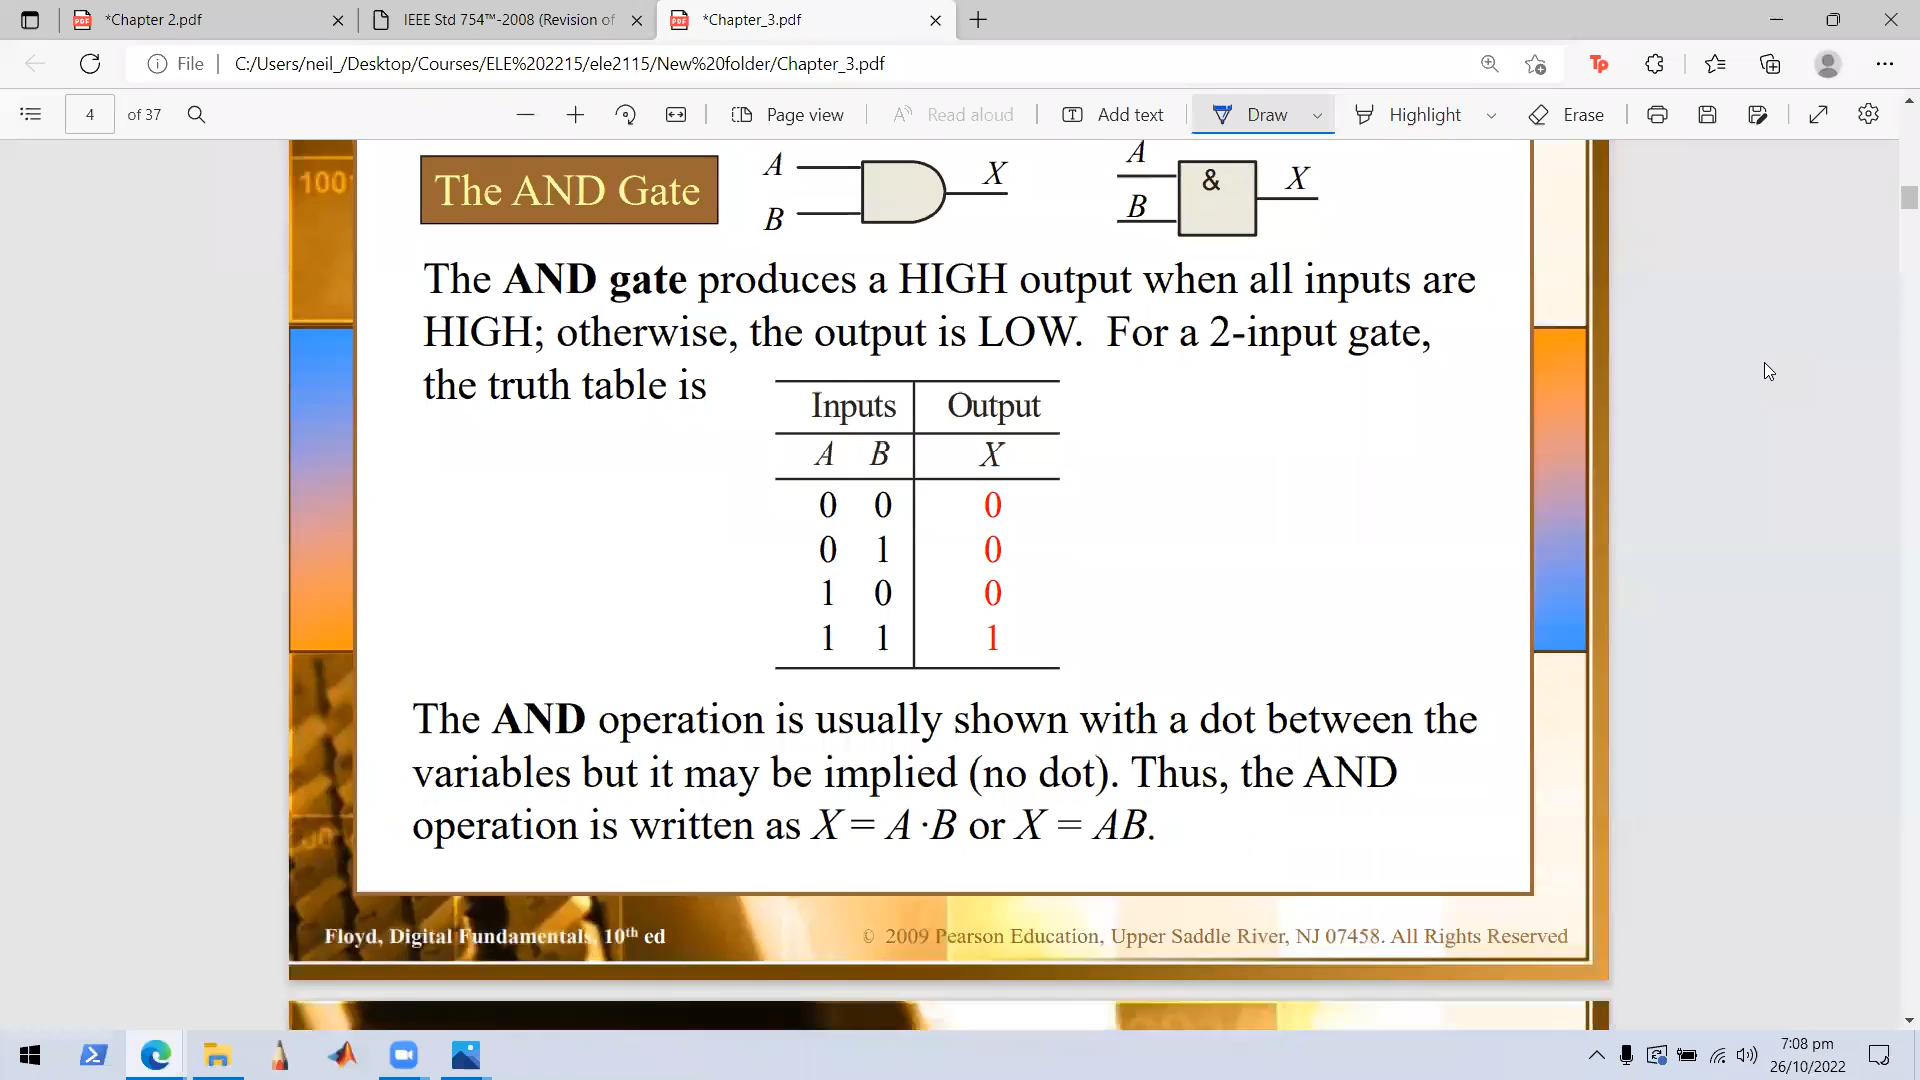 *Chapter 2.pdf
IEEE Std 754™-2008 (Revision of
*Chapter_3.pdf
File
C:/Users/neil_/Desktop/Courses/ELE%202215/ele2115/New%20folder/Chapter_3.pdf
4 of 37
Page view
Read aloud
Add text
Draw
Highlight
Erase
100
The AND Gate
A
B
X
A
B
&
X
The AND gate produces a HIGH output when all inputs are
HIGH; otherwise, the output is LOW. For a 2-input gate,
the truth table is
Inputs Output
A B X
0 0 0
0 1 0
1 0 0
1 1 1
The AND operation is usually shown with a dot between the
variables but it may be implied (no dot). Thus, the AND
operation is written as X = A ·B or X = AB.
Floyd, Digital Fundamentals, 10th ed
© 2009 Pearson Education, Upper Saddle River, NJ 07458. All Rights Reserved
7:08 pm
26/10/2022